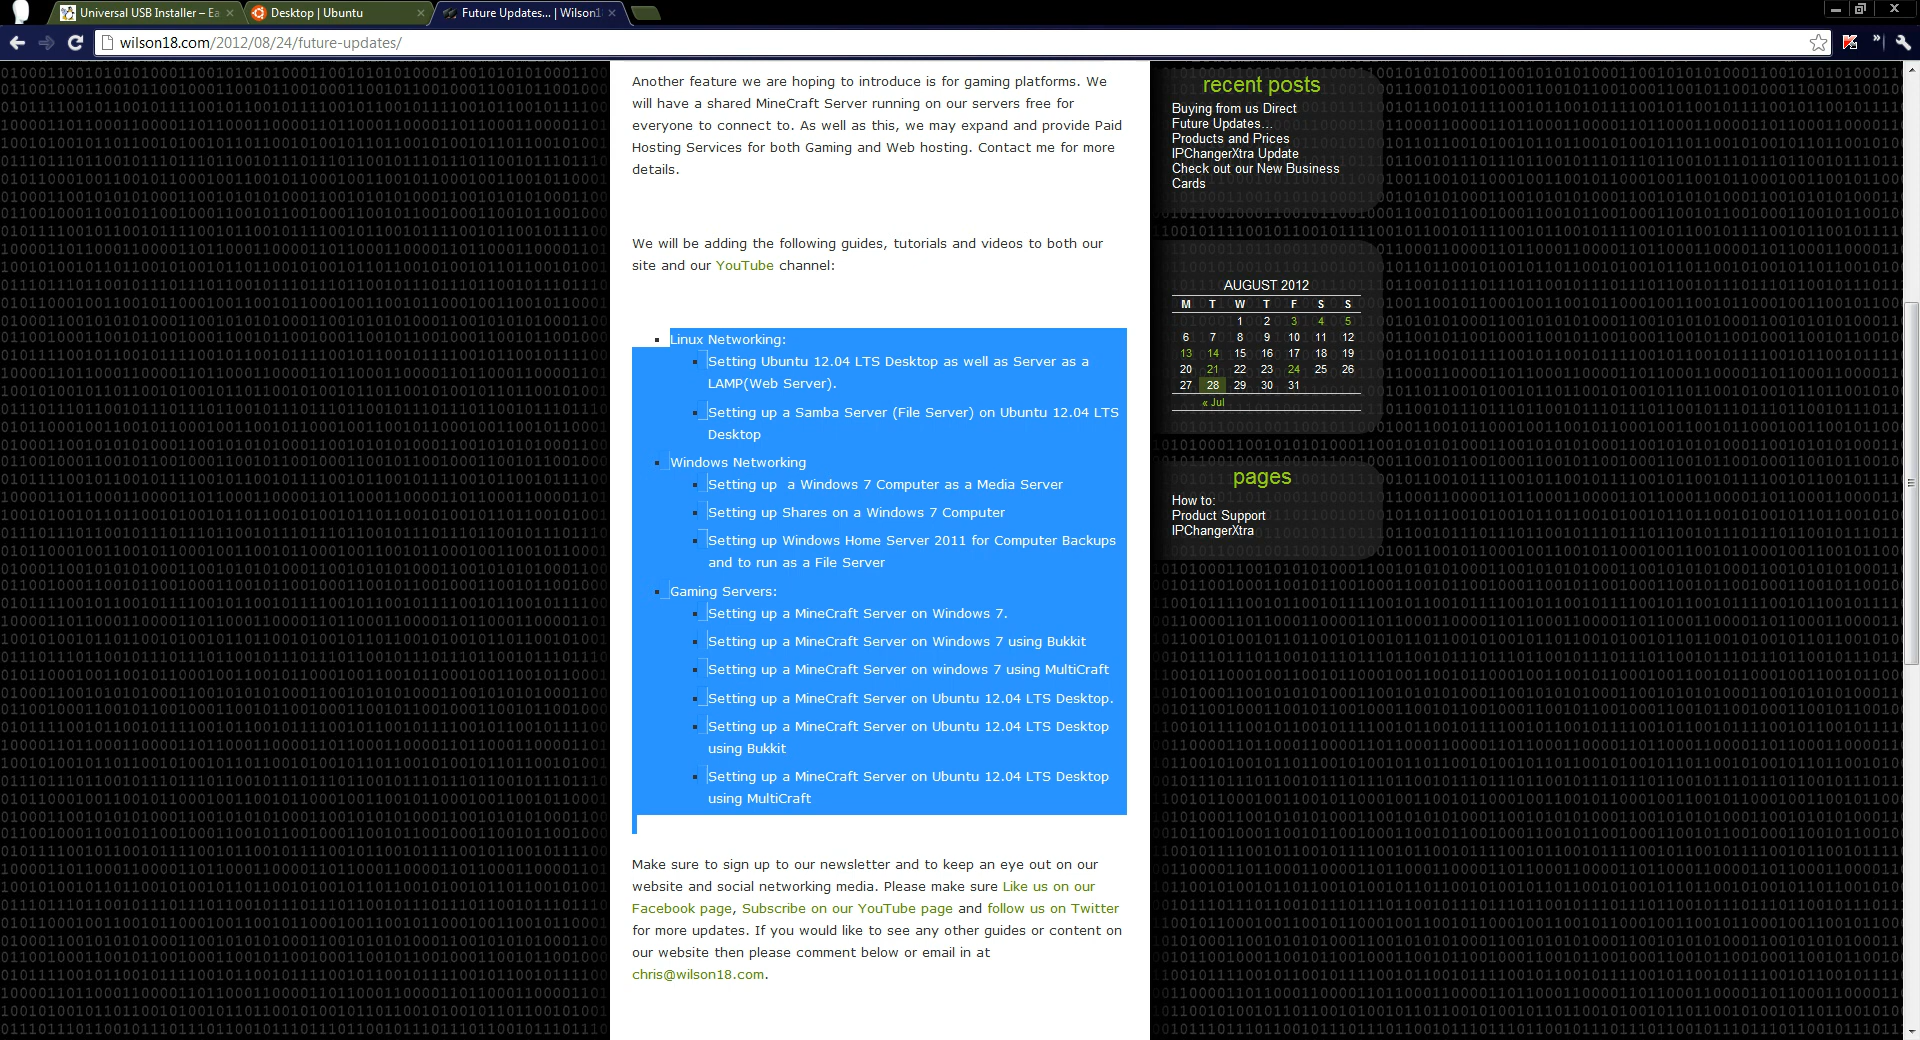 Universal USB Installer – Ea
Desktop | Ubuntu
Future Updates... | Wilson1
wilson18.com/2012/08/24/future-updates/
Another feature we are hoping to introduce is for gaming platforms. We
will have a shared MineCraft Server running on our servers free for
everyone to connect to. As well as this, we may expand and provide Paid
Hosting Services for both Gaming and Web hosting. Contact me for more
details.
We will be adding the following guides, tutorials and videos to both our
site and our YouTube channel:
Linux Networking:
Setting Ubuntu 12.04 LTS Desktop as well as Server as a
LAMP(Web Server).
Setting up a Samba Server (File Server) on Ubuntu 12.04 LTS
Desktop
Windows Networking
Setting up  a Windows 7 Computer as a Media Server
Setting up Shares on a Windows 7 Computer
Setting up Windows Home Server 2011 for Computer Backups
and to run as a File Server
Gaming Servers:
Setting up a MineCraft Server on Windows 7.
Setting up a MineCraft Server on Windows 7 using Bukkit
Setting up a MineCraft Server on windows 7 using MultiCraft
Setting up a MineCraft Server on Ubuntu 12.04 LTS Desktop.
Setting up a MineCraft Server on Ubuntu 12.04 LTS Desktop
using Bukkit
Setting up a MineCraft Server on Ubuntu 12.04 LTS Desktop
using MultiCraft
Make sure to sign up to our newsletter and to keep an eye out on our
website and social networking media. Please make sure Like us on our
Facebook page, Subscribe on our YouTube page and follow us on Twitter
for more updates. If you would like to see any other guides or content on
our website then please comment below or email in at
chris@wilson18.com.
recent posts
Buying from us Direct
Future Updates…
Products and Prices
IPChangerXtra Update
Check out our New Business
Cards
AUGUST 2012
M T W T F S S
1 2 3 4 5
6 7 8 9 10 11 12
13 14 15 16 17 18 19
20 21 22 23 24 25 26
27 28 29 30 31
« Jul
pages
How to:
Product Support
IPChangerXtra